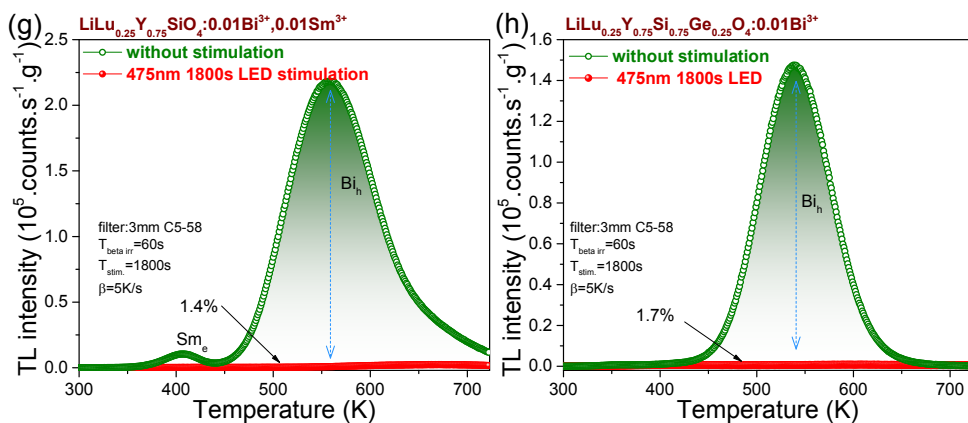 (g)
LiLu0.25Y0.75SiO4:0.01Bi3+,0.01Sm3+
without stimulation
475nm 1800s LED stimulation
TL intensity (10^5.counts.s^-1.g^-1)
2.5
2.0
1.5
1.0
0.5
0.0
Bih
filter:3mm C5-58
Tbeta irr=60s
Tstim.=1800s
β=5K/s
1.4%
Sme
300 400 500 600 700
Temperature (K)
(h)
LiLu0.25Y0.75Si0.75Ge0.25O4:0.01Bi3+
without stimulation
475nm 1800s LED
TL intensity (10^5.counts.s^-1.g^-1)
1.6
1.4
1.2
1.0
0.8
0.6
0.4
0.2
0.0
Bih
filter:3mm C5-58
Tbeta irr=60s
Tstim.=1800s
β=5K/s
1.7%
300 400 500 600 700
Temperature (K)